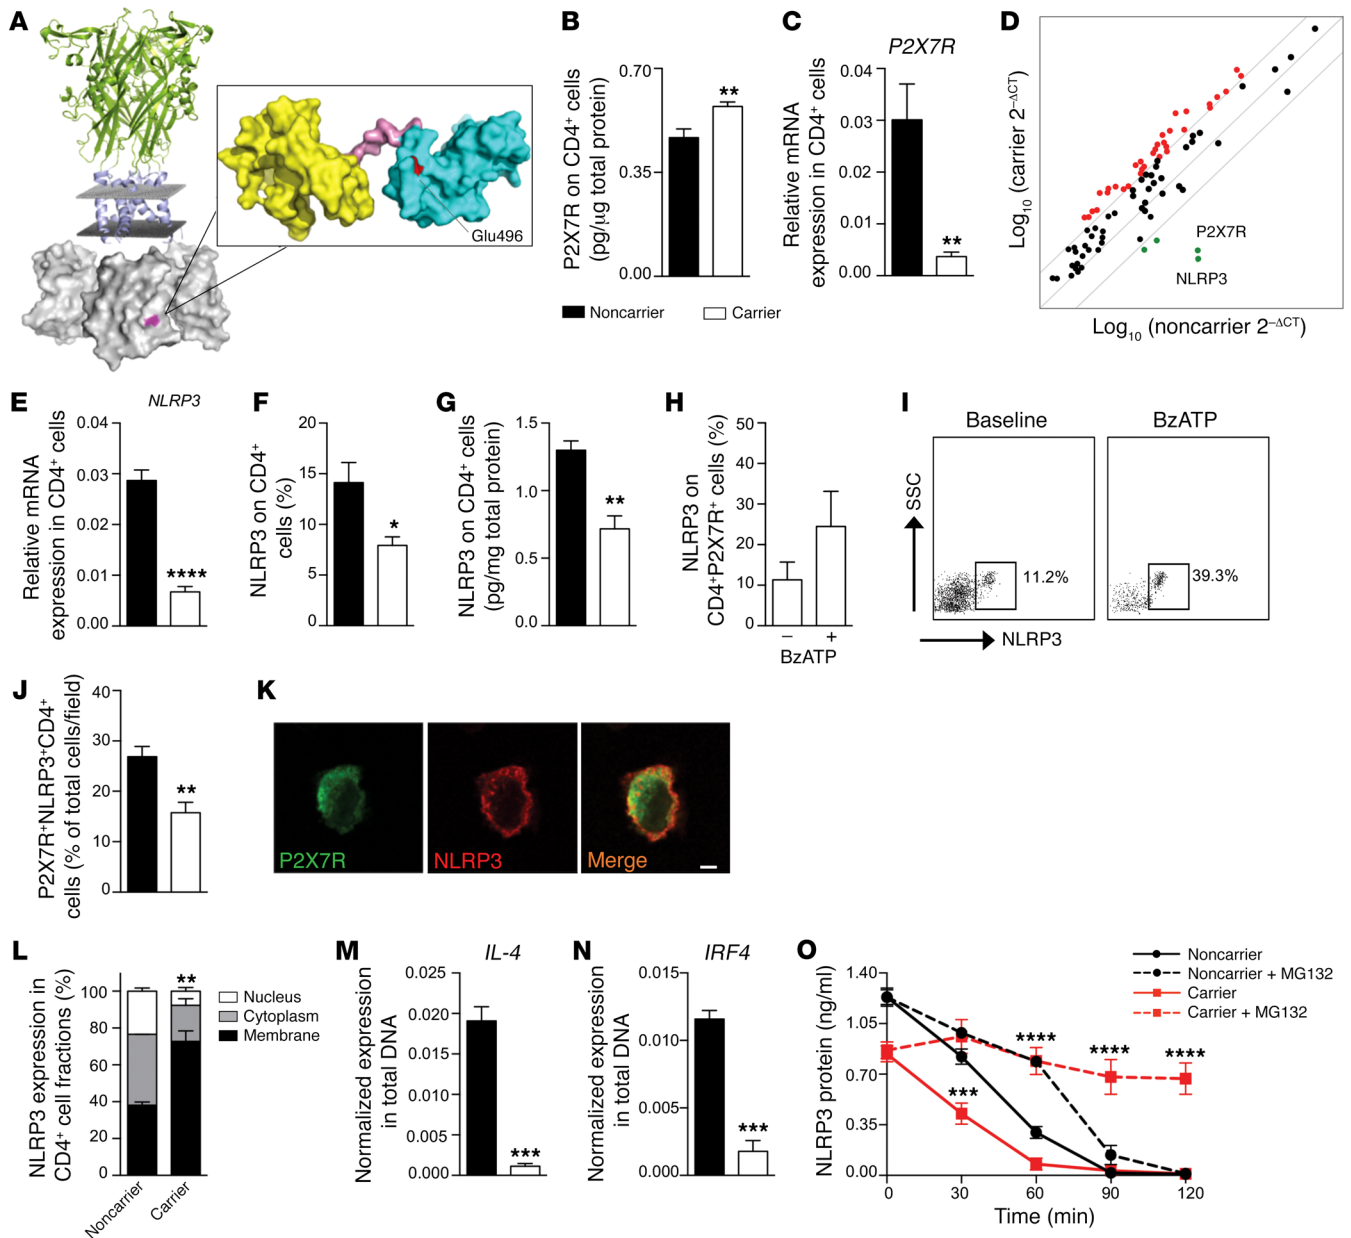 A
Glu496
B
P2X7R on CD4⁺ cells
(pg/μg total protein)
0.70
0.35
0.00
**
Noncarrier
Carrier
C
P2X7R
Relative mRNA
expression in CD4⁺ cells
0.04
0.03
0.02
0.01
0.00
**
D
Log₁₀ (carrier 2⁻ΔCT)
P2X7R
NLRP3
Log₁₀ (noncarrier 2⁻ΔCT)
E
NLRP3
Relative mRNA
expression in CD4⁺ cells
0.04
0.03
0.02
0.01
0.00
****
F
NLRP3 on CD4⁺
cells (%)
20
15
10
5
0
*
G
NLRP3 on CD4⁺ cells
(pg/mg total protein)
1.5
1.0
0.5
0.0
**
H
NLRP3 on
CD4⁺P2X7R⁺ cells (%)
50
40
30
20
10
0
– +
BzATP
I
Baseline
BzATP
SSC
11.2%
39.3%
NLRP3
J
P2X7R⁺NLRP3⁺CD4⁺
cells (% of total cells/field)
40
30
20
10
0
**
K
P2X7R
NLRP3
Merge
L
NLRP3 expression in
CD4⁺ cell fractions (%)
100
80
60
40
20
0
**
Nucleus
Cytoplasm
Membrane
Noncarrier
Carrier
M
IL-4
Normalized expression
in total DNA
0.025
0.020
0.015
0.010
0.005
0.000
***
N
IRF4
Normalized expression
in total DNA
0.015
0.010
0.005
0.000
***
O
Noncarrier
Noncarrier + MG132
Carrier
Carrier + MG132
NLRP3 protein (ng/ml)
1.40
1.05
0.70
0.35
0.00
***
****
****
****
0 30 60 90 120
Time (min)